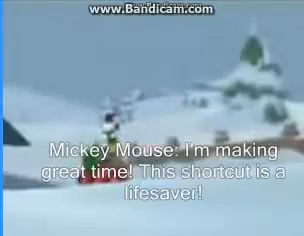 www.Bandicam.com
Mickey Mouse: I'm making
great time! This shortcut is a
lifesaver!